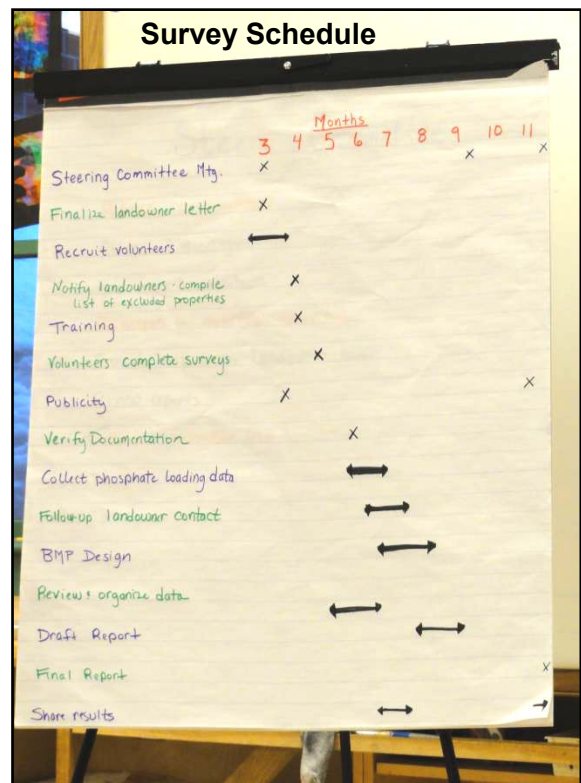 Survey Schedule
Months
3 4 5 6 7 8 9 10 11
Steering Committee Mtg. x x x
Finalize landowner letter x
Recruit volunteers
Notify landowners · compile x
list of excluded properties
Training x
Volunteers complete surveys x
Publicity x x
Verify Documentation x
Collect phosphate loading data
Follow-up landowner contact
BMP Design
Review & organize data
Draft Report
Final Report x
Share results